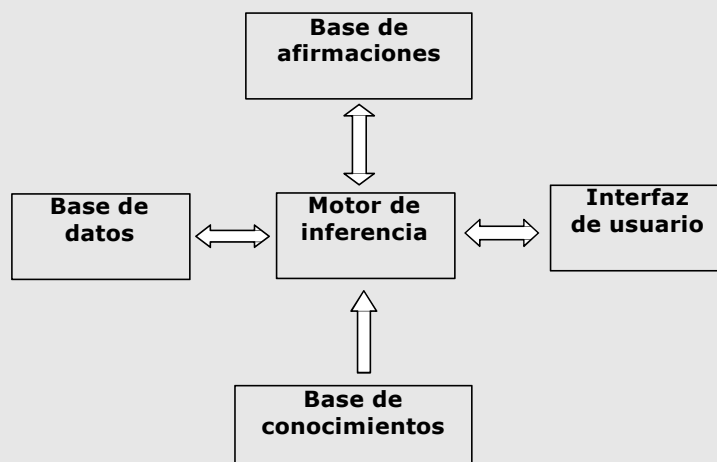 Base de
afirmaciones
Base de
datos
Motor de
inferencia
Interfaz
de usuario
Base de
conocimientos